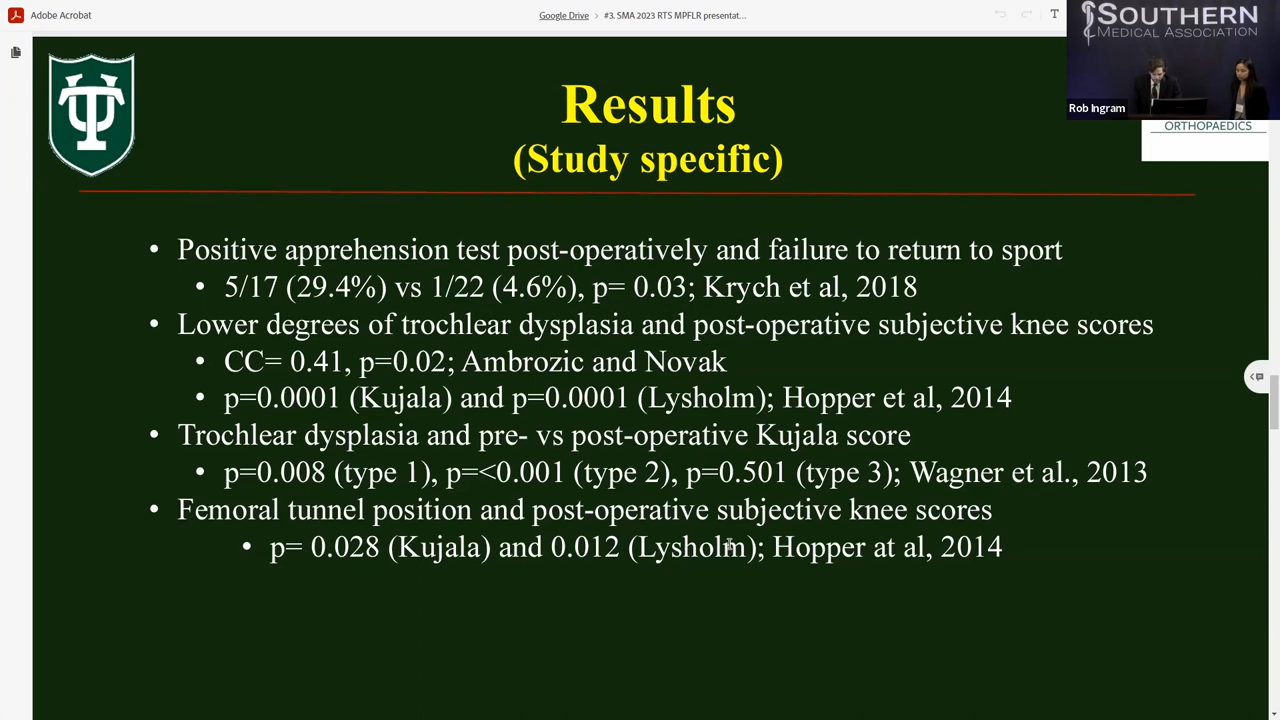 Adobe Acrobat
Google Drive > #3. SMA 2023 RTS MPFLR presentat...
T
SOUTHERN
MEDICAL ASSOCIATION
Rob Ingram
ORTHOPAEDICS
Results
(Study specific)
• Positive apprehension test post-operatively and failure to return to sport
• 5/17 (29.4%) vs 1/22 (4.6%), p= 0.03; Krych et al, 2018
• Lower degrees of trochlear dysplasia and post-operative subjective knee scores
• CC= 0.41, p=0.02; Ambrozic and Novak
• p=0.0001 (Kujala) and p=0.0001 (Lysholm); Hopper et al, 2014
• Trochlear dysplasia and pre- vs post-operative Kujala score
• p=0.008 (type 1), p=<0.001 (type 2), p=0.501 (type 3); Wagner et al., 2013
• Femoral tunnel position and post-operative subjective knee scores
• p= 0.028 (Kujala) and 0.012 (Lysholm); Hopper at al, 2014